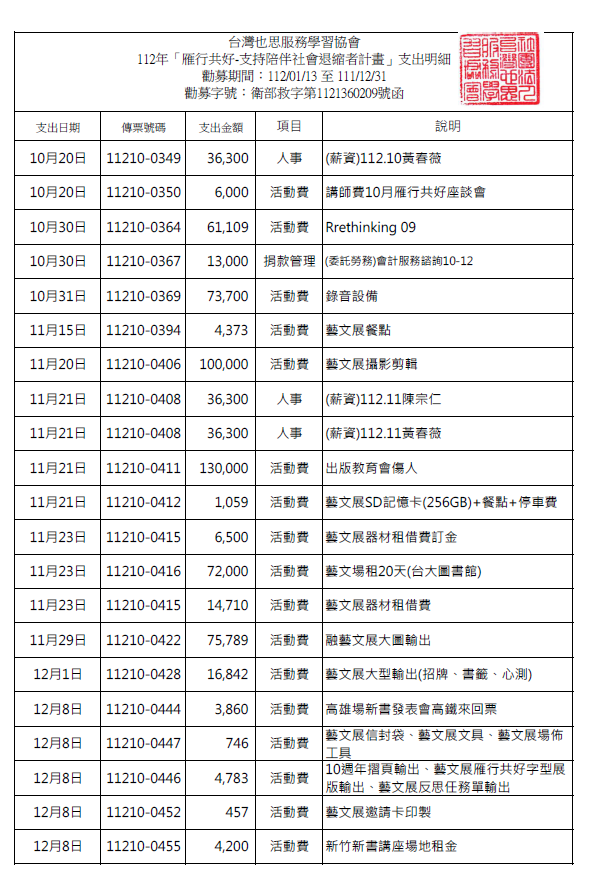 台灣也思服務學習協會
112年「雁行共好-支持陪伴社會退縮者計畫」支出明細
勸募期間：112/01/13 至 111/12/31
勸募字號：衛部救字第1121360209號函
支出日期 傳票號碼 支出金額 項目 說明
10月20日 11210-0349 36,300 人事 (薪資)112.10黃春薇
10月20日 11210-0350 6,000 活動費 講師費10月雁行共好座談會
10月30日 11210-0364 61,109 活動費 Rrethinking 09
10月30日 11210-0367 13,000 捐款管理 (委託勞務)會計服務諮詢10-12
10月31日 11210-0369 73,700 活動費 錄音設備
11月15日 11210-0394 4,373 活動費 藝文展餐點
11月20日 11210-0406 100,000 活動費 藝文展攝影剪輯
11月21日 11210-0408 36,300 人事 (薪資)112.11陳宗仁
11月21日 11210-0408 36,300 人事 (薪資)112.11黃春薇
11月21日 11210-0411 130,000 活動費 出版教育會傷人
11月21日 11210-0412 1,059 活動費 藝文展SD記憶卡(256GB)+餐點+停車費
11月23日 11210-0415 6,500 活動費 藝文展器材租借費訂金
11月23日 11210-0416 72,000 活動費 藝文場租20天(台大圖書館)
11月23日 11210-0415 14,710 活動費 藝文展器材租借費
11月29日 11210-0422 75,789 活動費 融藝文展大圖輸出
12月1日 11210-0428 16,842 活動費 藝文展大型輸出(招牌、書籤、心測)
12月8日 11210-0444 3,860 活動費 高雄場新書發表會高鐵來回票
12月8日 11210-0447 746 活動費 藝文展信封袋、藝文展文具、藝文展場佈
工具
12月8日 11210-0446 4,783 活動費 10週年摺頁輸出、藝文展雁行共好字型展
版輸出、藝文展反思任務單輸出
12月8日 11210-0452 457 活動費 藝文展邀請卡印製
12月8日 11210-0455 4,200 活動費 新竹新書講座場地租金